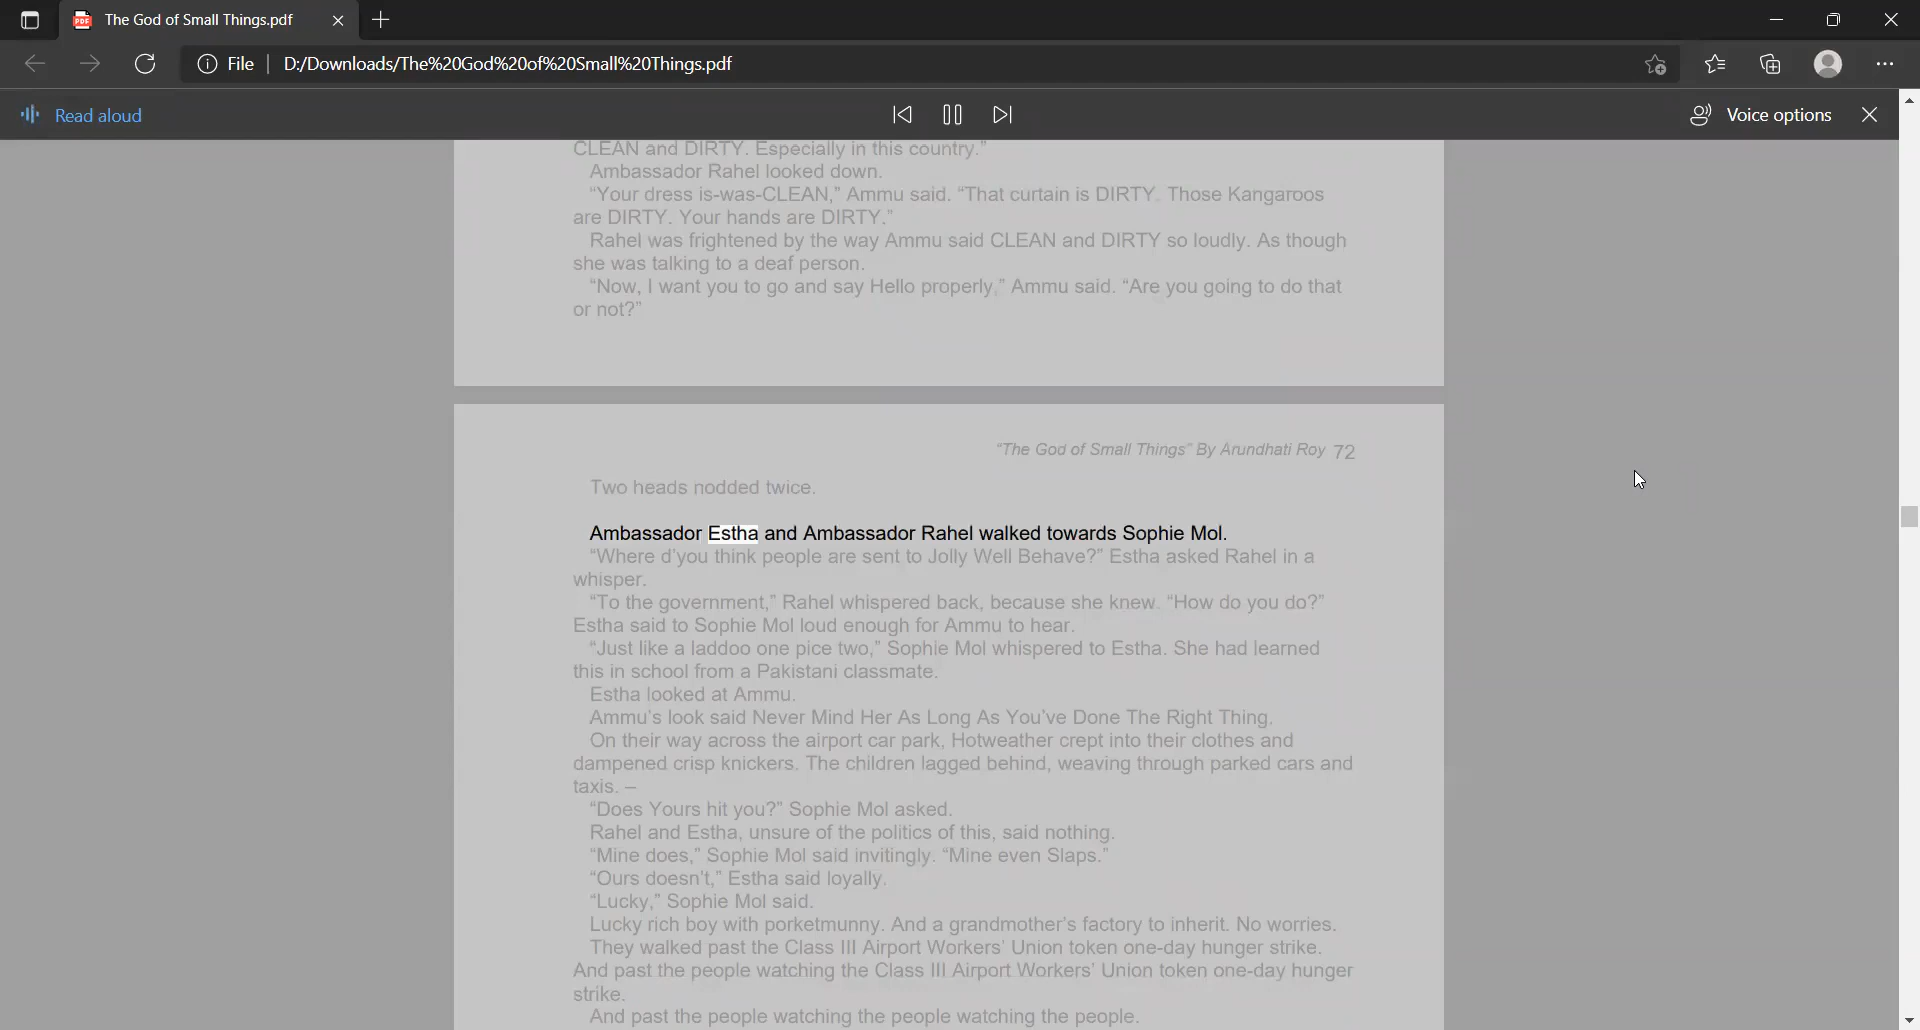 The God of Small Things.pdf
File | D:/Downloads/The%20God%20of%20Small%20Things.pdf
Read aloud
Voice options
CLEAN and DIRTY. Especially in this country.”
Ambassador Rahel looked down.
“Your dress is-was-CLEAN,” Ammu said. “That curtain is DIRTY. Those Kangaroos
are DIRTY. Your hands are DIRTY.”
Rahel was frightened by the way Ammu said CLEAN and DIRTY so loudly. As though
she was talking to a deaf person.
“Now, I want you to go and say Hello properly,” Ammu said. “Are you going to do that
or not?”
“The God of Small Things” By Arundhati Roy 72
Two heads nodded twice.
Ambassador Estha and Ambassador Rahel walked towards Sophie Mol.
“Where d’you think people are sent to Jolly Well Behave?” Estha asked Rahel in a
whisper.
“To the government,” Rahel whispered back, because she knew. “How do you do?”
Estha said to Sophie Mol loud enough for Ammu to hear.
“Just like a laddoo one pice two,” Sophie Mol whispered to Estha. She had learned
this in school from a Pakistani classmate.
Estha looked at Ammu.
Ammu’s look said Never Mind Her As Long As You’ve Done The Right Thing.
On their way across the airport car park, Hotweather crept into their clothes and
dampened crisp knickers. The children lagged behind, weaving through parked cars and
taxis. –
“Does Yours hit you?” Sophie Mol asked.
Rahel and Estha, unsure of the politics of this, said nothing.
“Mine does,” Sophie Mol said invitingly. “Mine even Slaps.”
“Ours doesn’t,” Estha said loyally.
“Lucky,” Sophie Mol said.
Lucky rich boy with porketmunny. And a grandmother’s factory to inherit. No worries.
They walked past the Class III Airport Workers’ Union token one-day hunger strike.
And past the people watching the Class III Airport Workers’ Union token one-day hunger
strike.
And past the people watching the people watching the people.